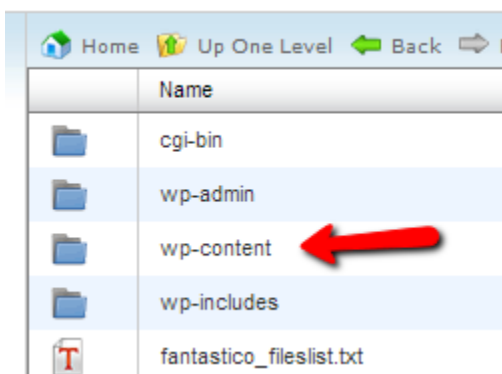 Home Up One Level Back
Name
cgi-bin
wp-admin
wp-content
wp-includes
fantastico_fileslist.txt